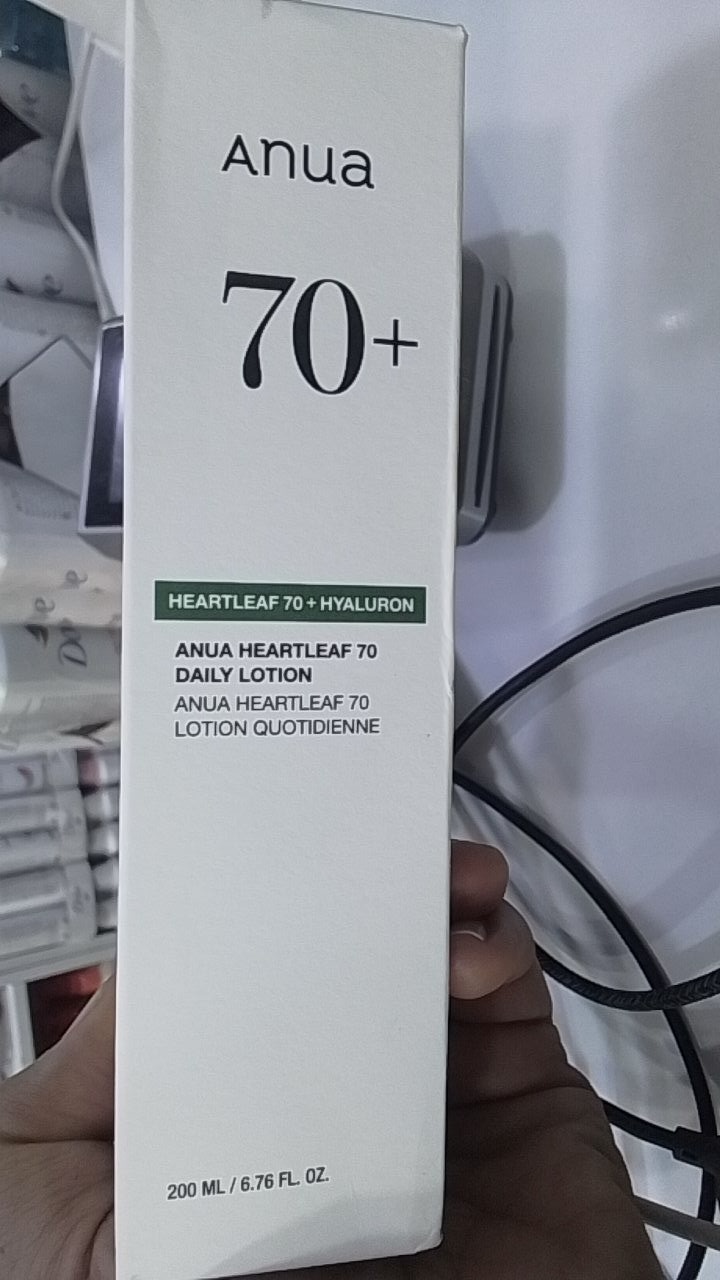 Anua
70+
HEARTLEAF 70 + HYALURON
ANUA HEARTLEAF 70
DAILY LOTION
ANUA HEARTLEAF 70
LOTION QUOTIDIENNE
200 ML / 6.76 FL. OZ.